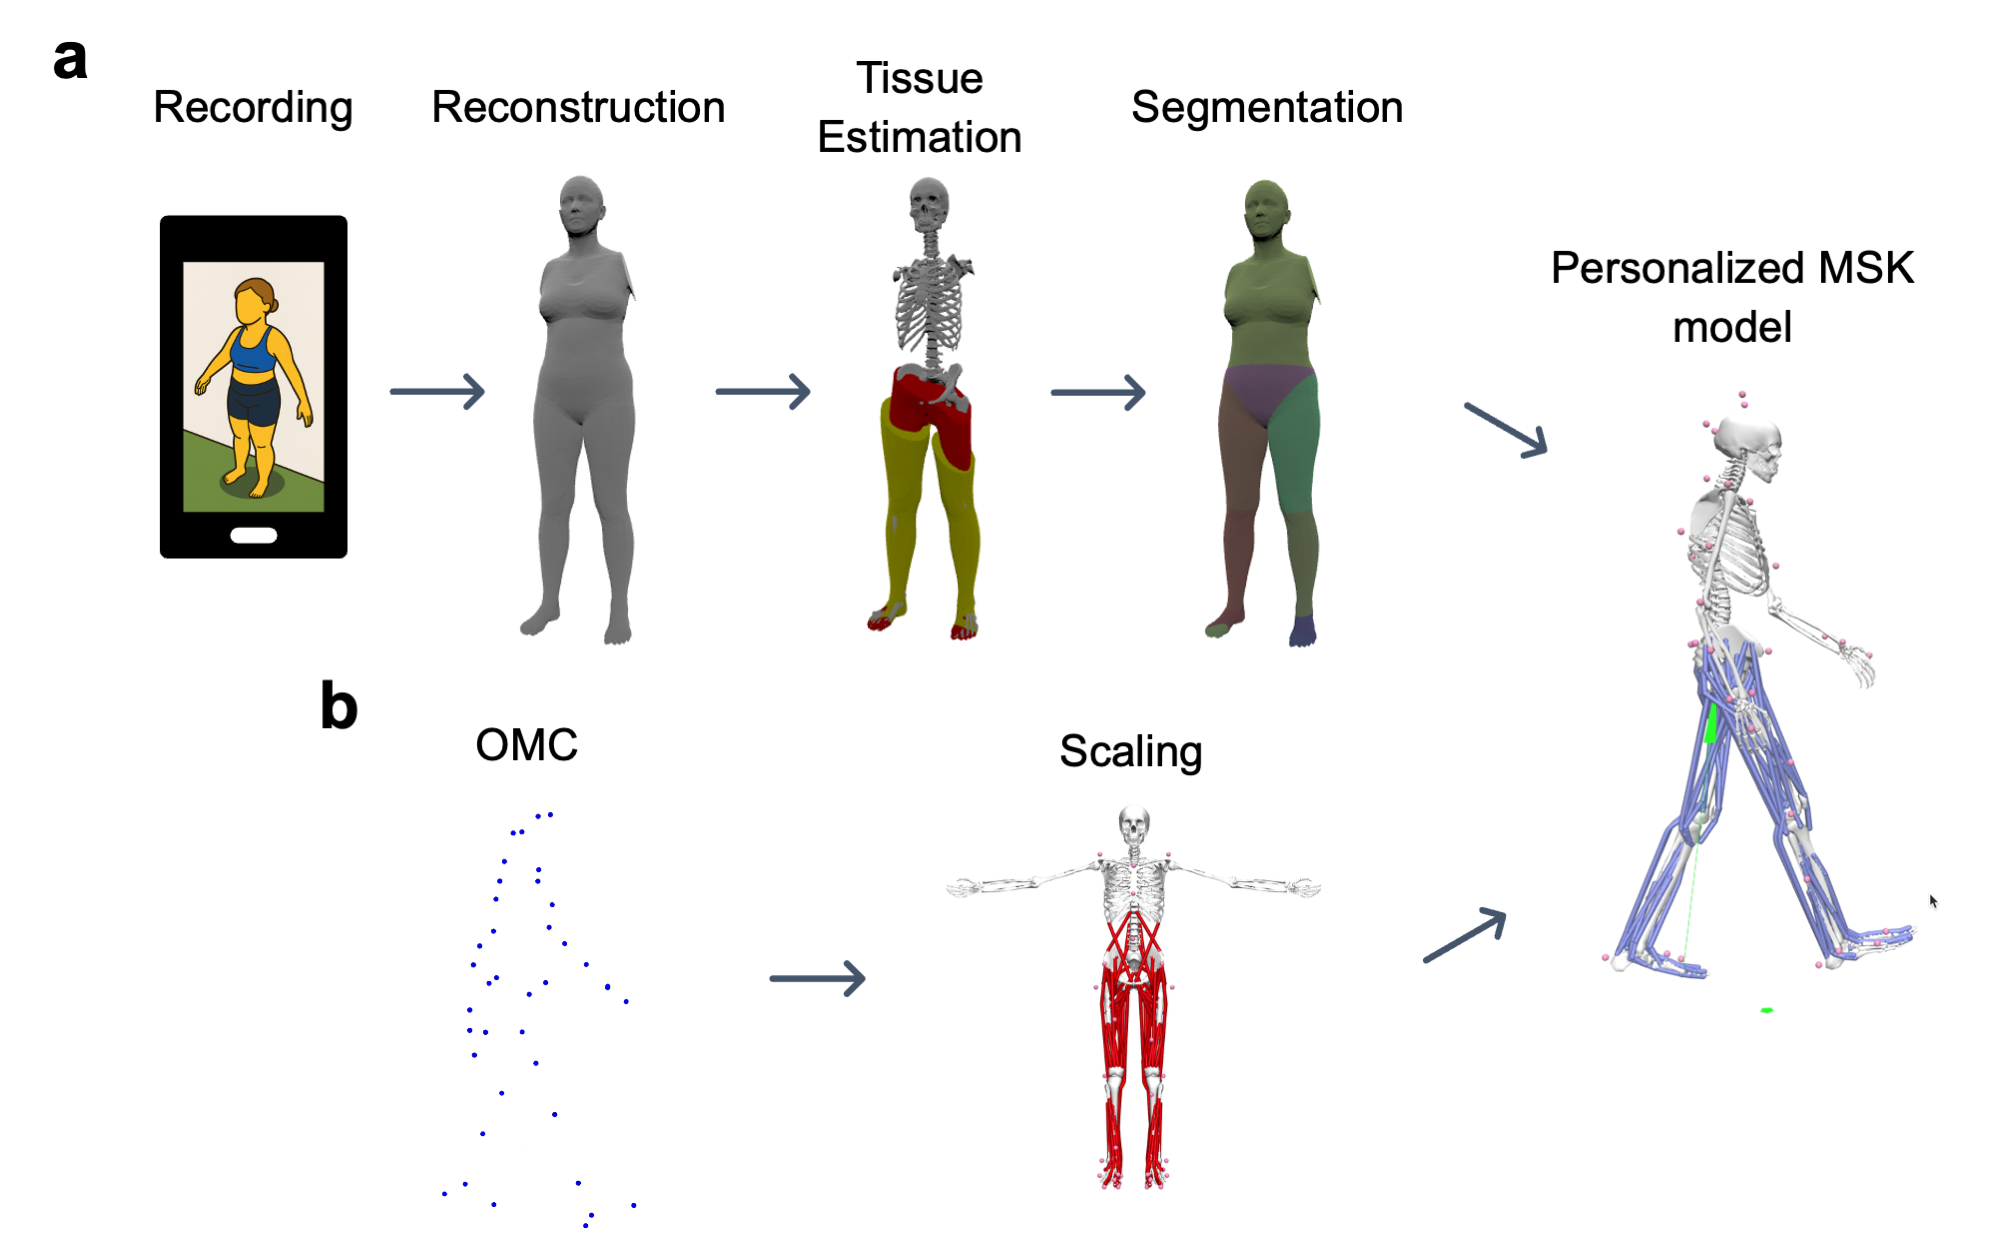 a
Recording
Reconstruction
Tissue
Estimation
Segmentation
Personalized MSK
model
b
OMC
Scaling